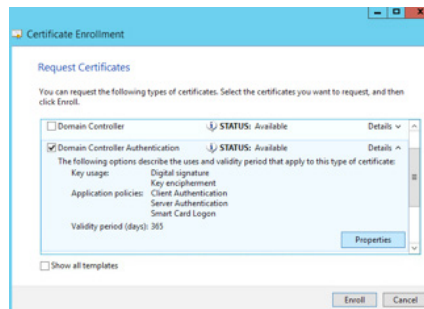 Certificate Enrollment
Request Certificates
You can request the following types of certificates. Select the certificates you want to request, and then
click Enroll.
Domain Controller STATUS: Available Details
Domain Controller Authentication STATUS: Available Details
The following options describe the uses and validity period that apply to this type of certificate:
Key usage: Digital signature
Key encipherment
Application policies: Client Authentication
Server Authentication
Smart Card Logon
Validity period (days): 365
Properties
Show all templates
Enroll Cancel